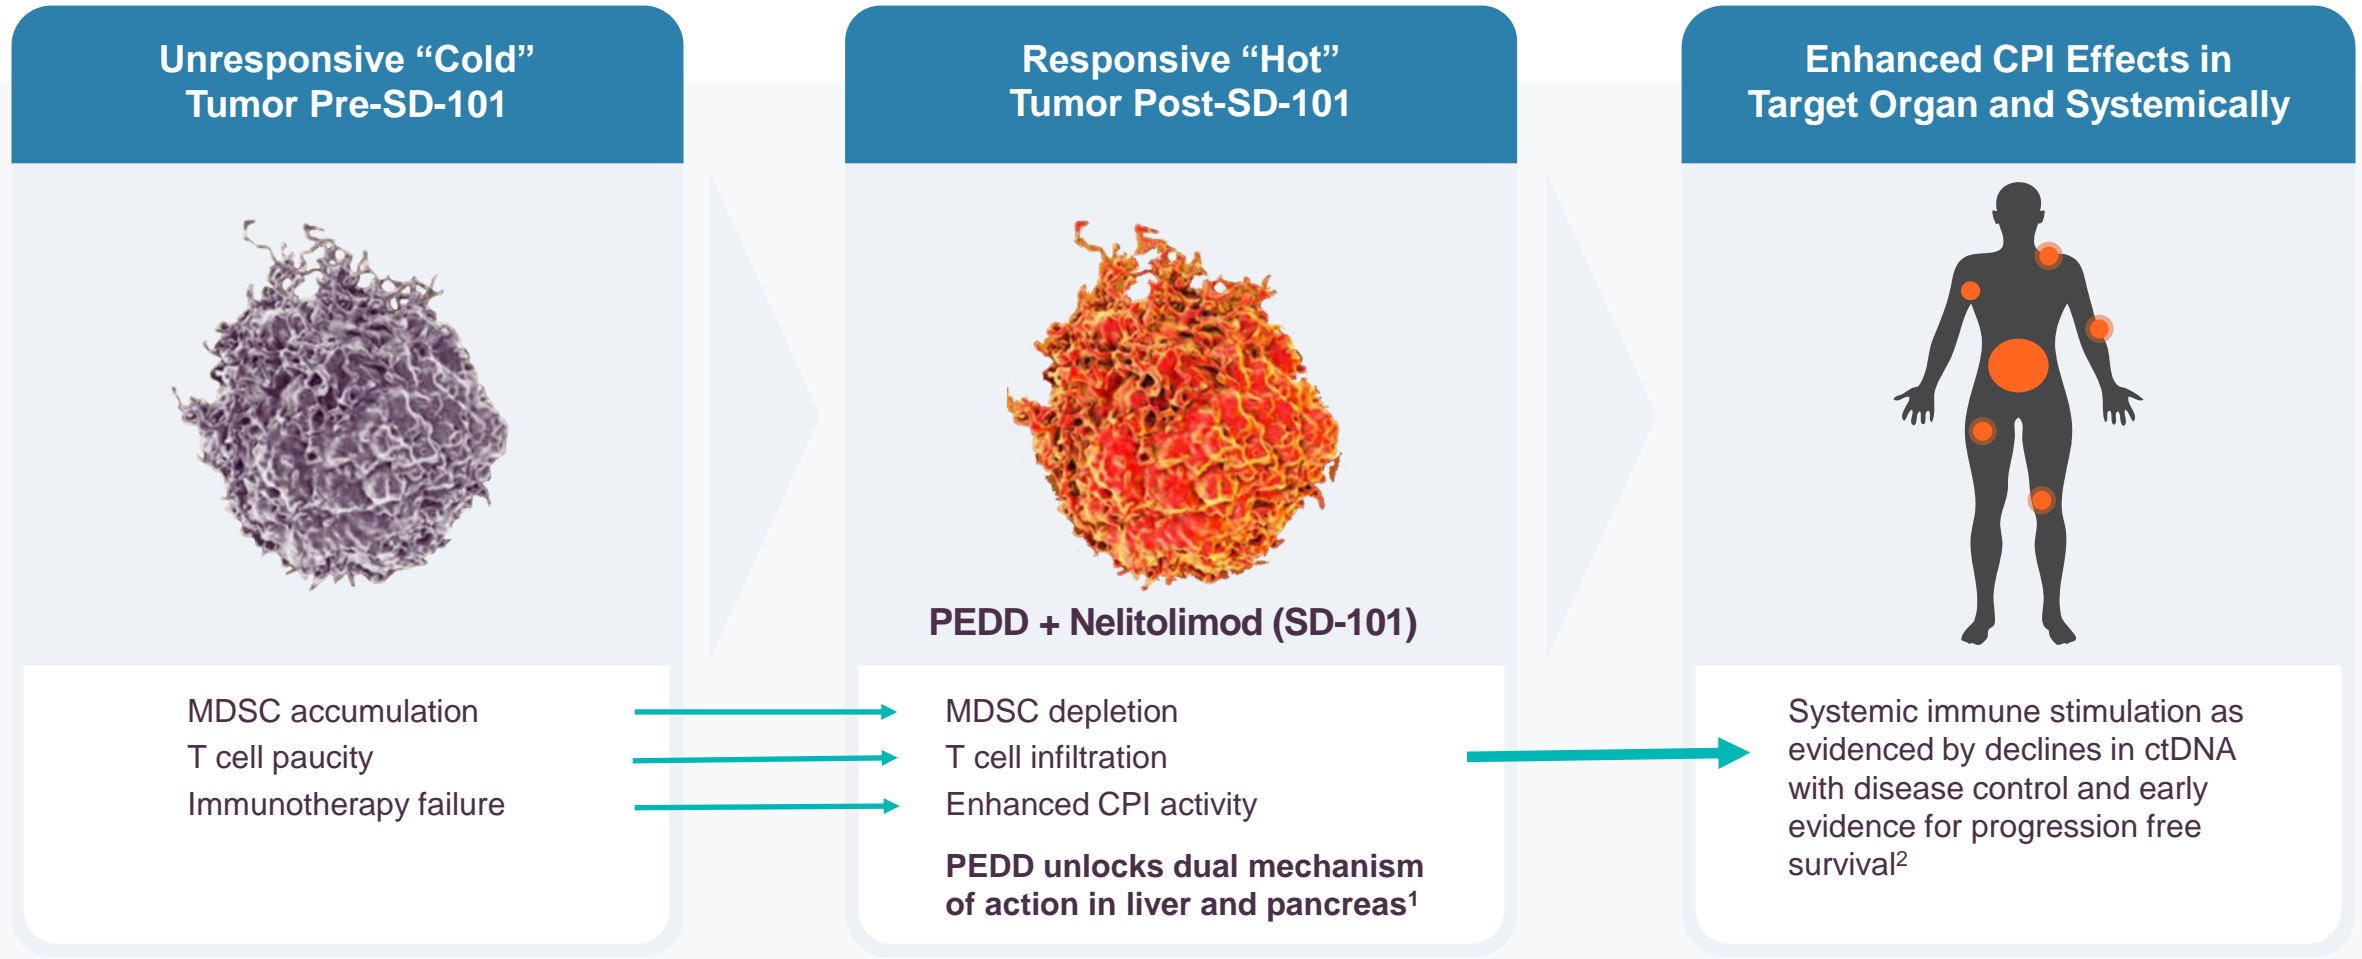 Unresponsive “Cold”
Tumor Pre-SD-101
Responsive “Hot”
Tumor Post-SD-101
Enhanced CPI Effects in
Target Organ and Systemically
PEDD + Nelitolimod (SD-101)
MDSC accumulation
T cell paucity
Immunotherapy failure
MDSC depletion
T cell infiltration
Enhanced CPI activity
PEDD unlocks dual mechanism
of action in liver and pancreas¹
Systemic immune stimulation as
evidenced by declines in ctDNA
with disease control and early
evidence for progression free
survival²